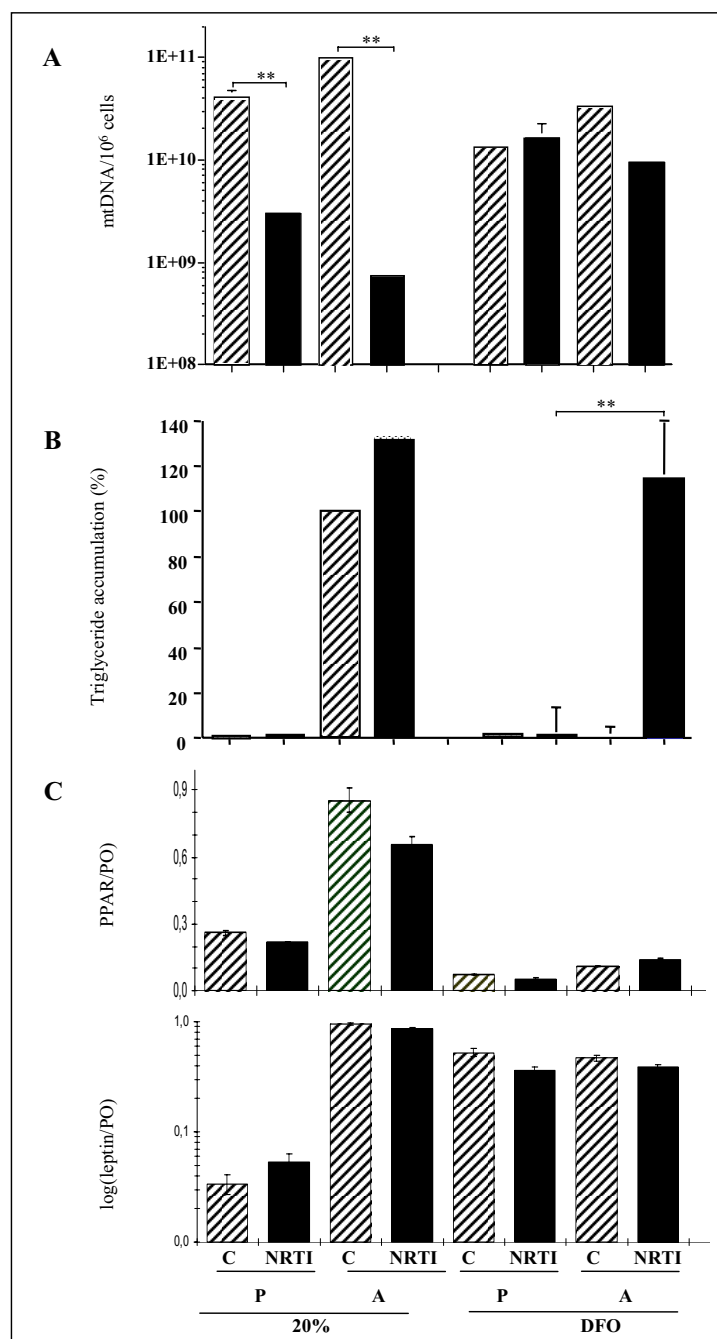 A
**
**
1E+11
1E+10
1E+09
1E+08
mtDNA/10⁶ cells
B
**
140
120
100
80
60
40
20
0
Triglyceride accumulation (%)
C
0,9
0,6
0,3
0,0
PPAR/PO)
1,0
0,1
0,0
log(leptin/PO)
C NRTI C NRTI C NRTI C NRTI
P A P A
20% DFO